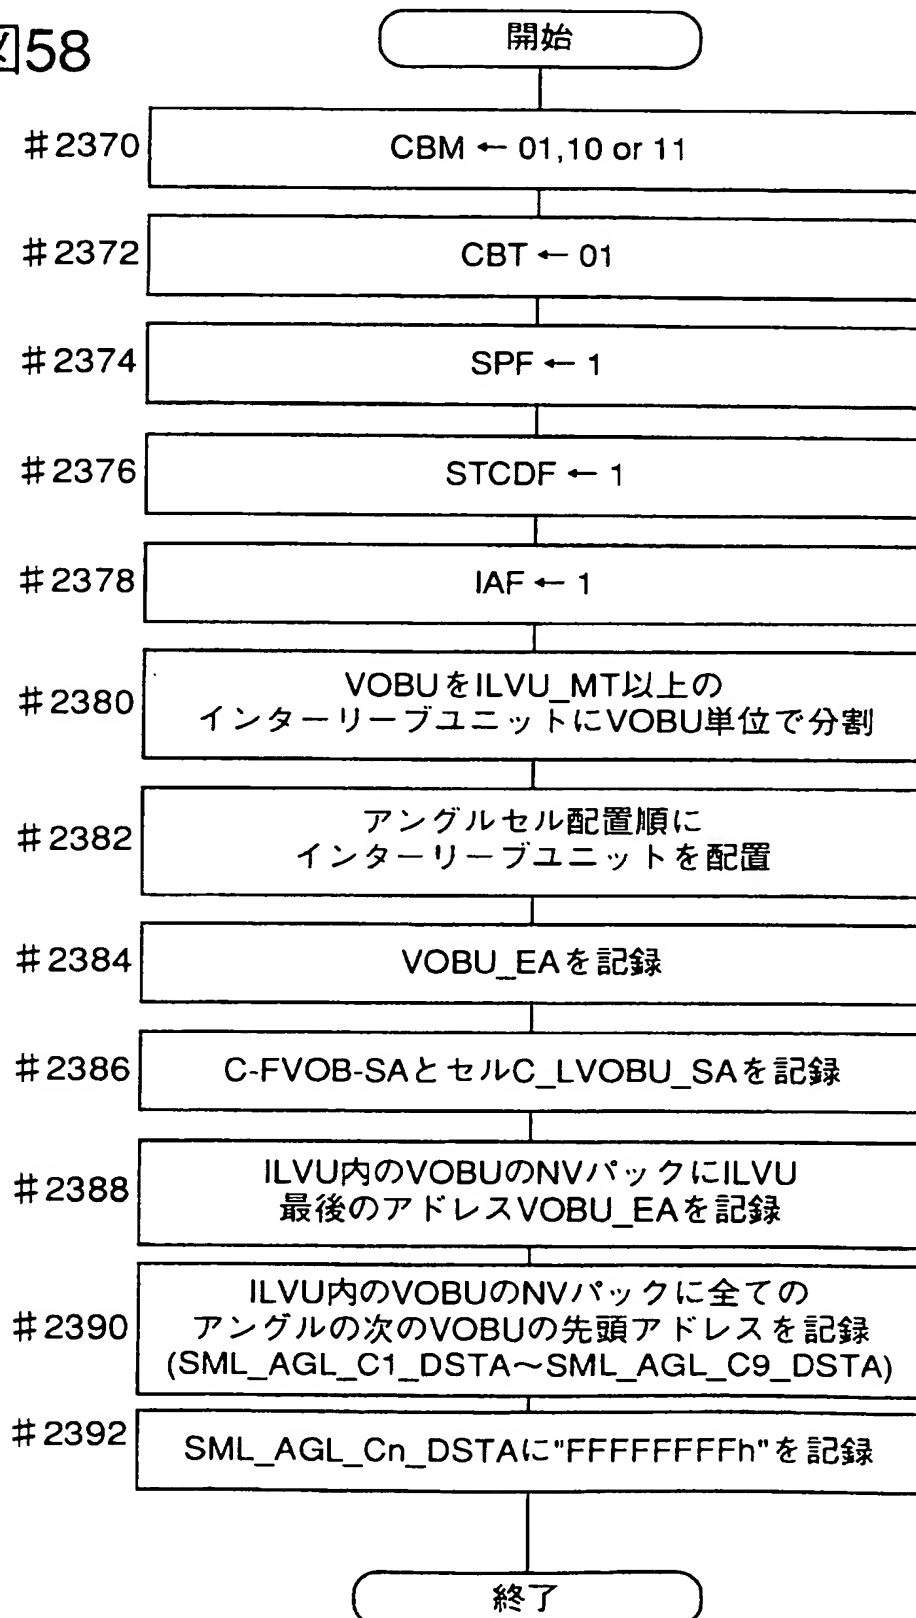 図58
開始
#2370
CBM ← 01,10 or 11
#2372
CBT ← 01
#2374
SPF ← 1
#2376
STCDF ← 1
#2378
IAF ← 1
#2380
VOBUをILVU_MT以上の
インターリーブユニットにVOBU単位で分割
#2382
アングルセル配置順に
インターリーブユニットを配置
#2384
VOBU_EAを記録
#2386
C-FVOB-SAとセルC_LVOBU_SAを記録
#2388
ILVU内のVOBUのNVパックにILVU
最後のアドレスVOBU_EAを記録
#2390
ILVU内のVOBUのNVパックに全ての
アングルの次のVOBUの先頭アドレスを記録
(SML_AGL_C1_DSTA～SML_AGL_C9_DSTA)
#2392
SML_AGL_Cn_DSTAに"FFFFFFFFh"を記録
終了